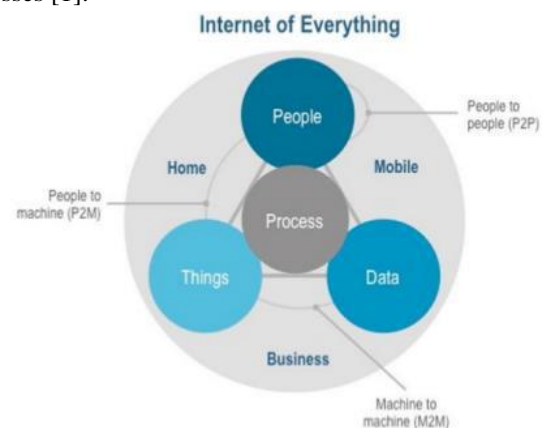 sses [1].
Internet of Everything
People
People to
people (P2P)
Home
Mobile
People to
machine (P2M)
Process
Things
Data
Business
Machine to
machine (M2M)